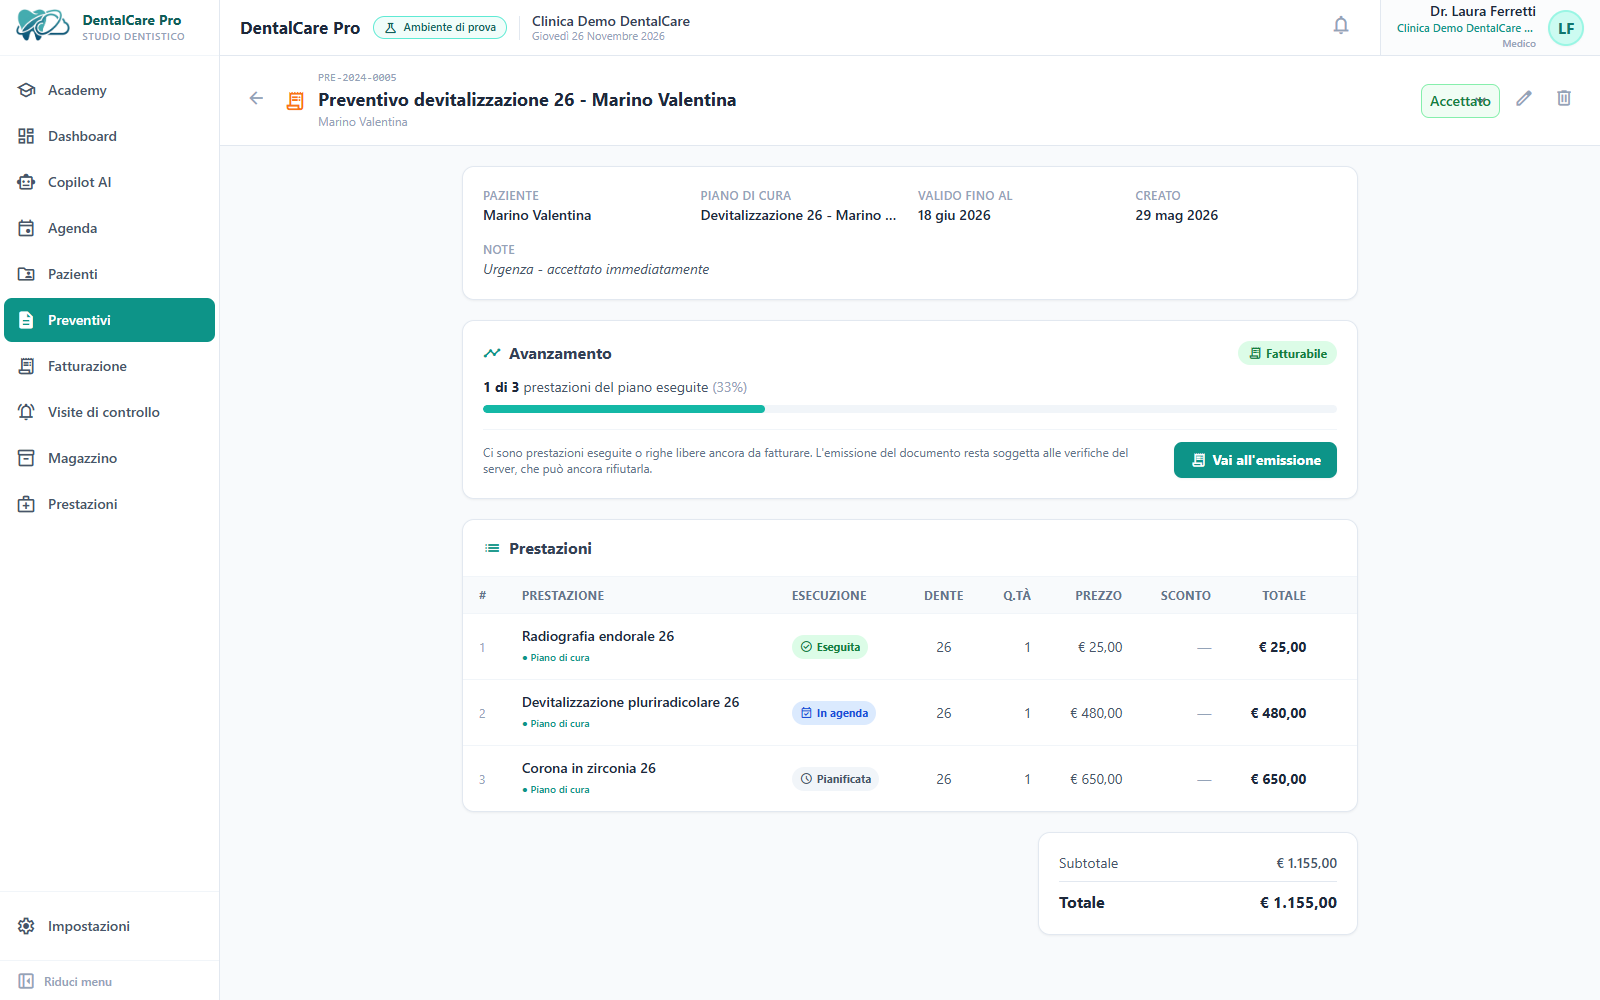 DentalCare Pro
STUDIO DENTISTICO
DentalCare Pro
Ambiente di prova
Clinica Demo DentalCare
Giovedì 26 Novembre 2026
Dr. Laura Ferretti
Clinica Demo DentalCare ...
Medico
LF
Academy
Dashboard
Copilot AI
Agenda
Pazienti
Preventivi
Fatturazione
Visite di controllo
Magazzino
Prestazioni
Impostazioni
Riduci menu
PRE-2024-0005
Preventivo devitalizzazione 26 - Marino Valentina
Marino Valentina
Accettato
PAZIENTE
Marino Valentina
PIANO DI CURA
Devitalizzazione 26 - Marino ...
VALIDO FINO AL
18 giu 2026
CREATO
29 mag 2026
NOTE
Urgenza - accettato immediatamente
Avanzamento
Fatturabile
1 di 3 prestazioni del piano eseguite (33%)
Ci sono prestazioni eseguite o righe libere ancora da fatturare. L'emissione del documento resta soggetta alle verifiche del
server, che può ancora rifiutarla.
Vai all'emissione
Prestazioni
# PRESTAZIONE ESECUZIONE DENTE Q.TÀ PREZZO SCONTO TOTALE
1 Radiografia endorale 26 Eseguita 26 1 € 25,00 — € 25,00
• Piano di cura
2 Devitalizzazione pluriradicolare 26 In agenda 26 1 € 480,00 — € 480,00
• Piano di cura
3 Corona in zirconia 26 Pianificata 26 1 € 650,00 — € 650,00
• Piano di cura
Subtotale € 1.155,00
Totale € 1.155,00